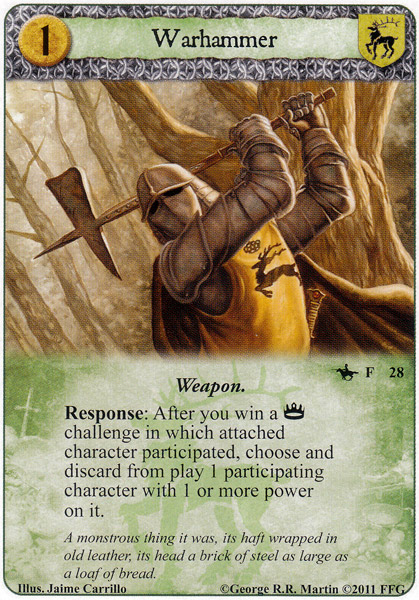 1
Warhammer
F 28
Weapon.
Response: After you win a
challenge in which attached
character participated, choose and
discard from play 1 participating
character with 1 or more power
on it.
A monstrous thing it was, its haft wrapped in
old leather, its head a brick of steel as large as
a loaf of bread.
Illus. Jaime Carrillo ©George R.R. Martin ©2011 FFG